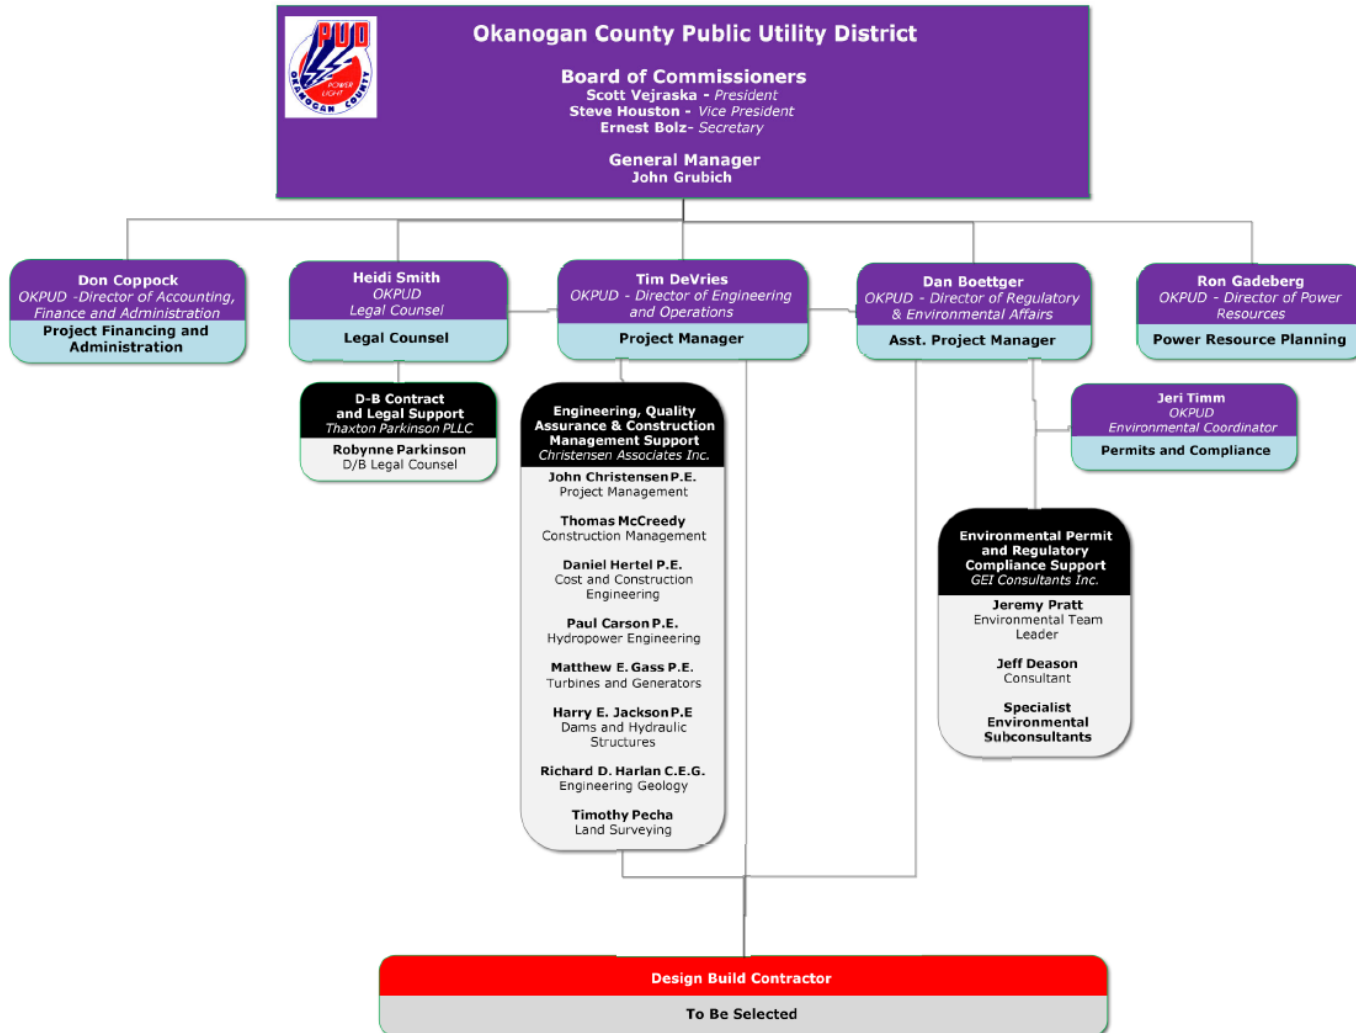 PUD
POWER
LIGHT
OKANOGAN COUNTY
Okanogan County Public Utility District
Board of Commissioners
Scott Vejraska - President
Steve Houston - Vice President
Ernest Bolz- Secretary
General Manager
John Grubich
Don Coppock
OKPUD -Director of Accounting,
Finance and Administration
Project Financing and
Administration
Heidi Smith
OKPUD
Legal Counsel
Legal Counsel
Tim DeVries
OKPUD - Director of Engineering
and Operations
Project Manager
Dan Boettger
OKPUD - Director of Regulatory
& Environmental Affairs
Asst. Project Manager
Ron Gadeberg
OKPUD - Director of Power
Resources
Power Resource Planning
D-B Contract
and Legal Support
Thaxton Parkinson PLLC
Robynne Parkinson
D/B Legal Counsel
Engineering, Quality
Assurance & Construction
Management Support
Christensen Associates Inc.
John Christensen P.E.
Project Management
Thomas McCreedy
Construction Management
Daniel Hertel P.E.
Cost and Construction
Engineering
Paul Carson P.E.
Hydropower Engineering
Matthew E. Gass P.E.
Turbines and Generators
Harry E. Jackson P.E
Dams and Hydraulic
Structures
Richard D. Harlan C.E.G.
Engineering Geology
Timothy Pecha
Land Surveying
Jeri Timm
OKPUD
Environmental Coordinator
Permits and Compliance
Environmental Permit
and Regulatory
Compliance Support
GEI Consultants Inc.
Jeremy Pratt
Environmental Team
Leader
Jeff Deason
Consultant
Specialist
Environmental
Subconsultants
Design Build Contractor
To Be Selected